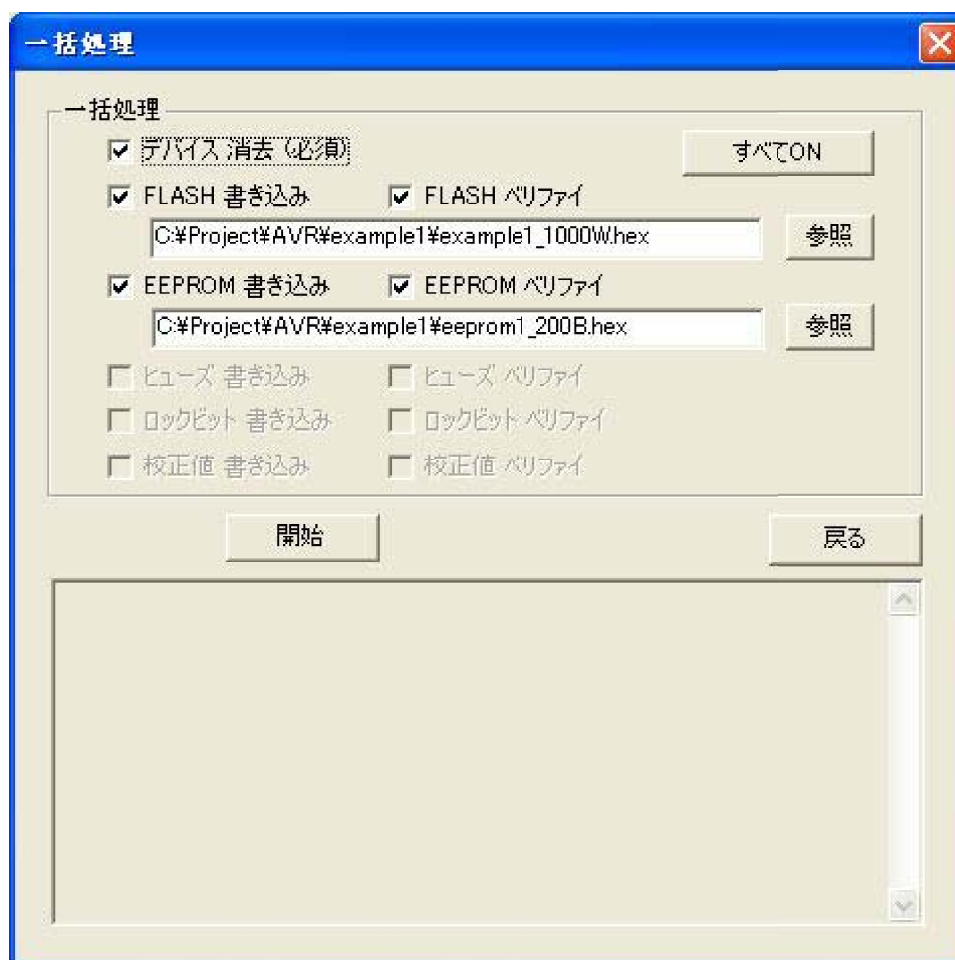 一括処理
一括処理
デバイス 消去 (必須) すべてON
FLASH 書き込み FLASH ベリファイ
C:¥Project¥AVR¥example1¥example1_1000W.hex 参照
EEPROM 書き込み EEPROM ベリファイ
C:¥Project¥AVR¥example1¥eeprom1_200B.hex 参照
ヒューズ 書き込み ヒューズ ベリファイ
ロックビット 書き込み ロックビット ベリファイ
校正値 書き込み 校正値 ベリファイ
開始 戻る